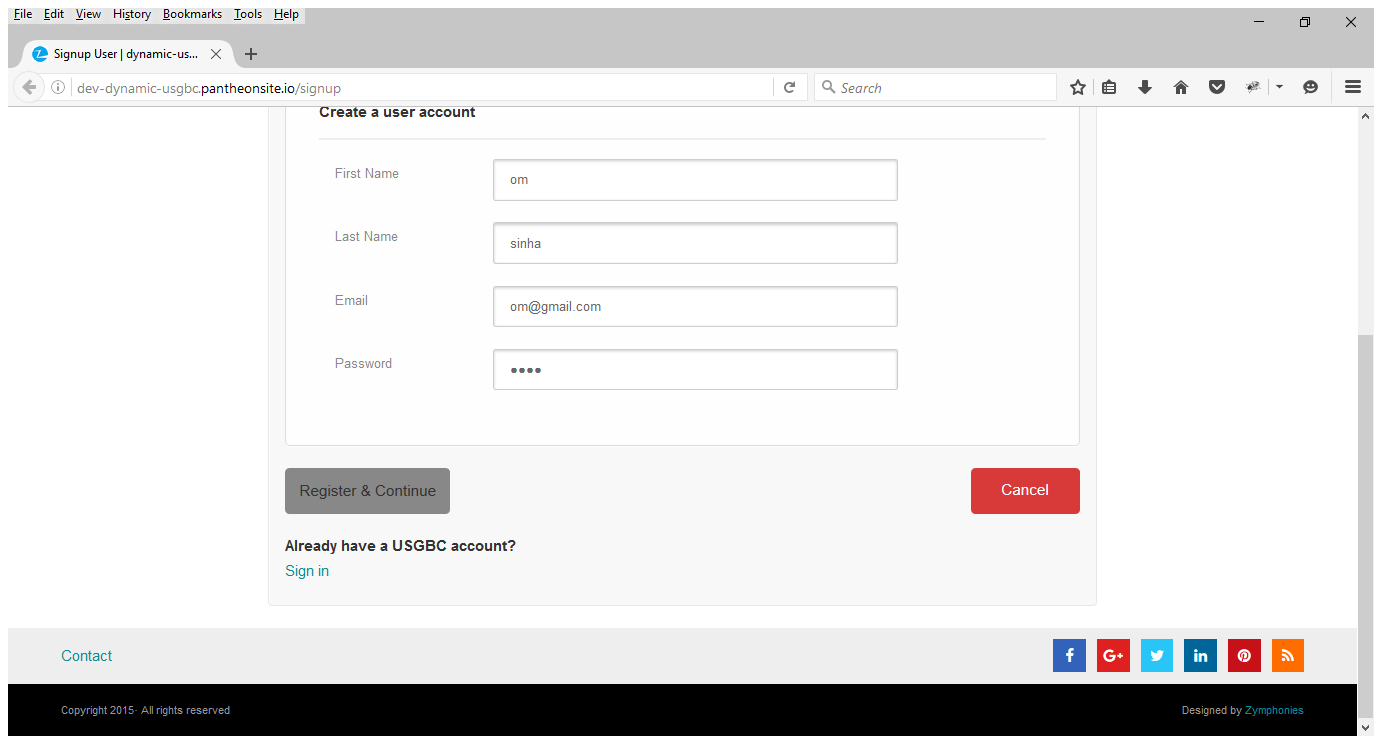 File Edit View History Bookmarks Tools Help
Signup User | dynamic-us...
dev-dynamic-usgbc.pantheonsite.io/signup
Search
Create a user account
First Name
om
Last Name
sinha
Email
om@gmail.com
Password
••••
Register & Continue
Cancel
Already have a USGBC account?
Sign in
Contact
Copyright 2015· All rights reserved
Designed by Zymphonies